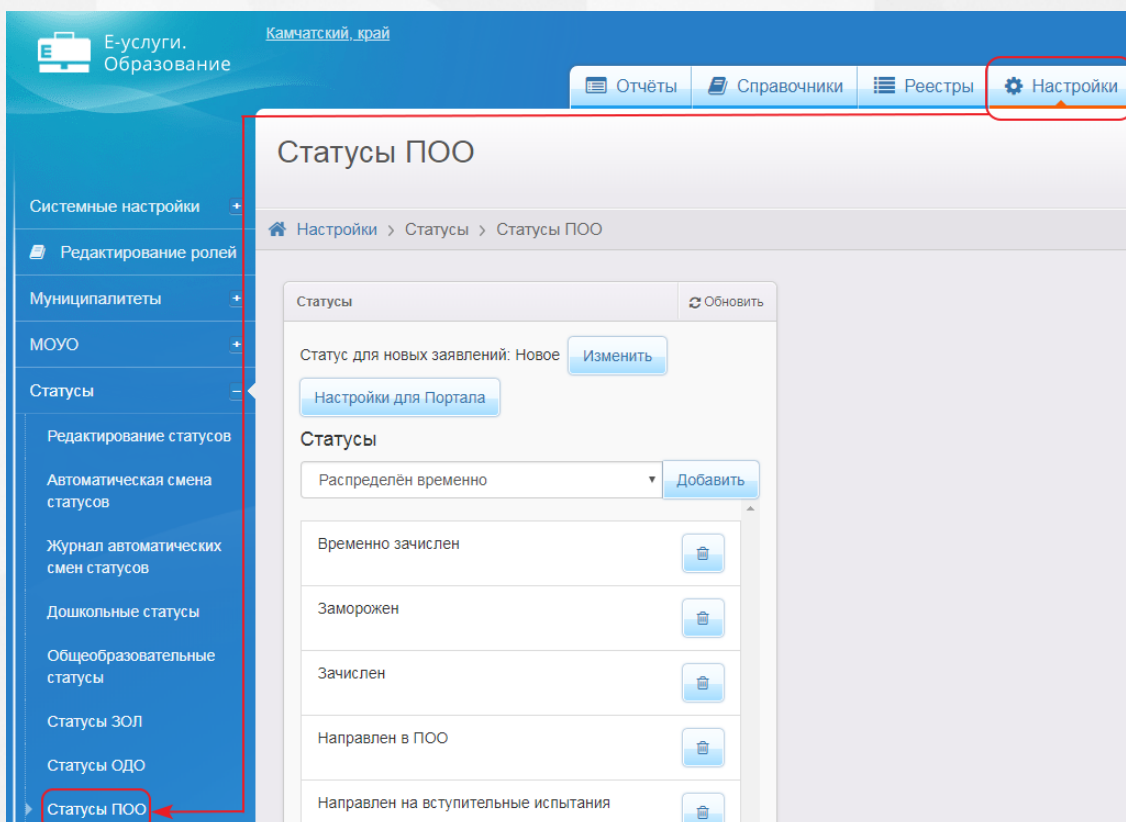 Е-услуги.
Образование
Камчатский, край
Отчёты
Справочники
Реестры
Настройки
Статусы ПОО
Настройки > Статусы > Статусы ПОО
Системные настройки
Редактирование ролей
Муниципалитеты
МОУО
Статусы
Редактирование статусов
Автоматическая смена
статусов
Журнал автоматических
смен статусов
Дошкольные статусы
Общеобразовательные
статусы
Статусы ЗОЛ
Статусы ОДО
Статусы ПОО
Статусы
Обновить
Статус для новых заявлений: Новое
Изменить
Настройки для Портала
Статусы
Распределён временно
Добавить
Временно зачислен
Заморожен
Зачислен
Направлен в ПОО
Направлен на вступительные испытания